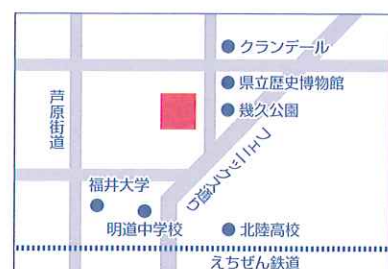 クランデール
県立歴史博物館
幾久公園
芦原街道
フェニックス通り
福井大学
明道中学校
北陸高校
えちぜん鉄道